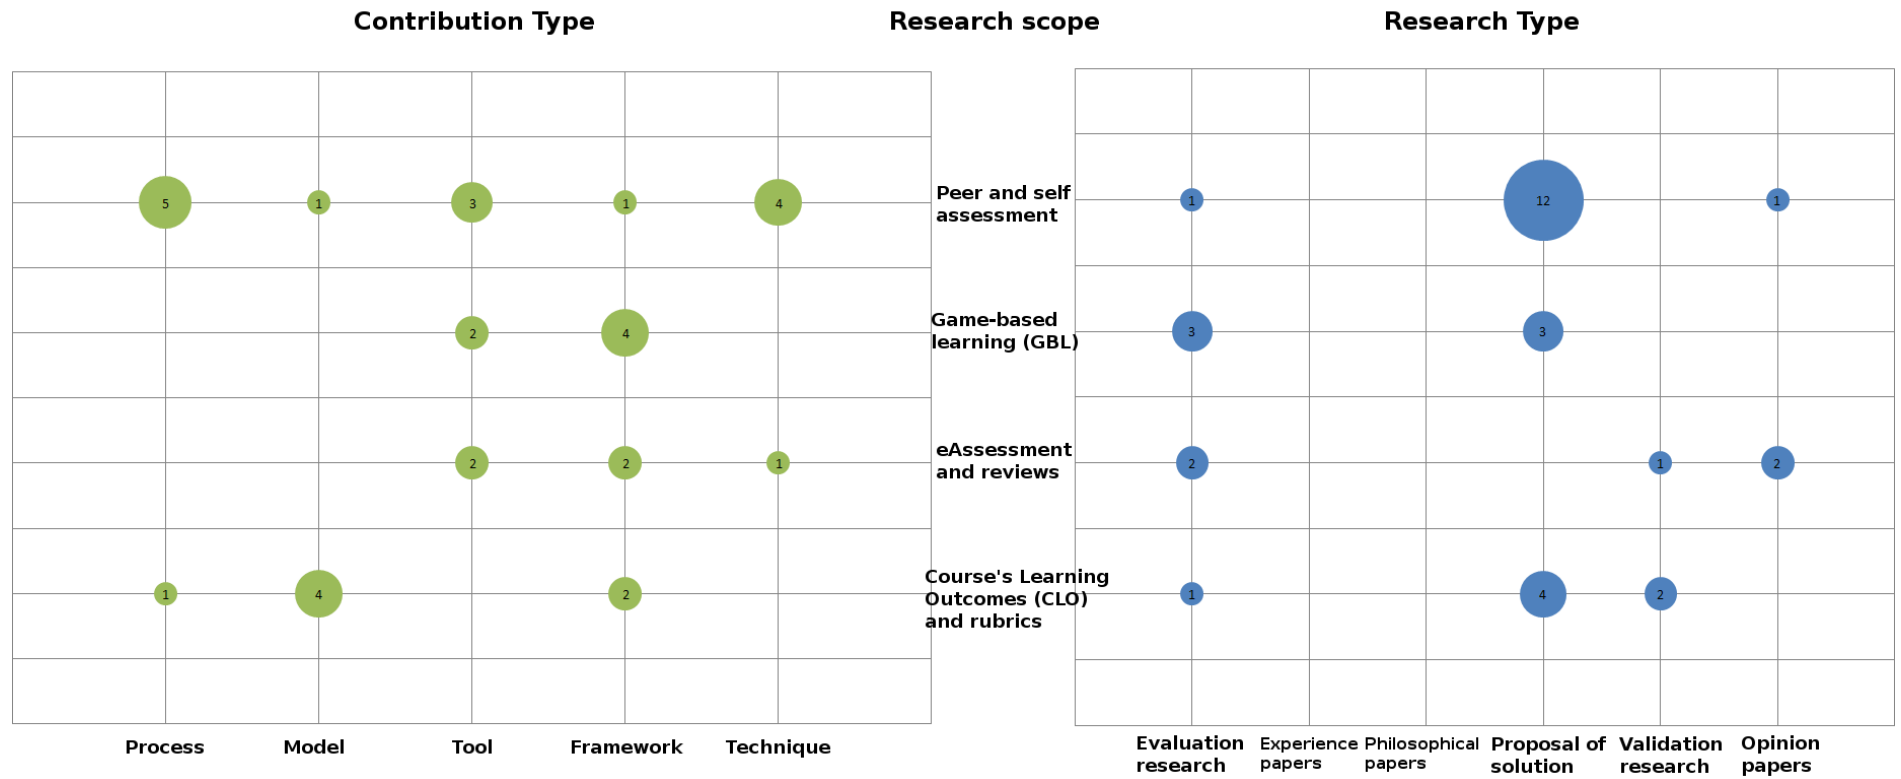 Contribution Type
Research scope
Research Type
5
1
3
1
4
Peer and self
assessment
1
12
1
2
4
Game-based
learning (GBL)
3
3
2
2
1
eAssessment
and reviews
2
1
2
1
4
2
Course's Learning
Outcomes (CLO)
and rubrics
1
4
2
Process
Model
Tool
Framework
Technique
Evaluation
research
Experience
papers
Philosophical
papers
Proposal of
solution
Validation
research
Opinion
papers